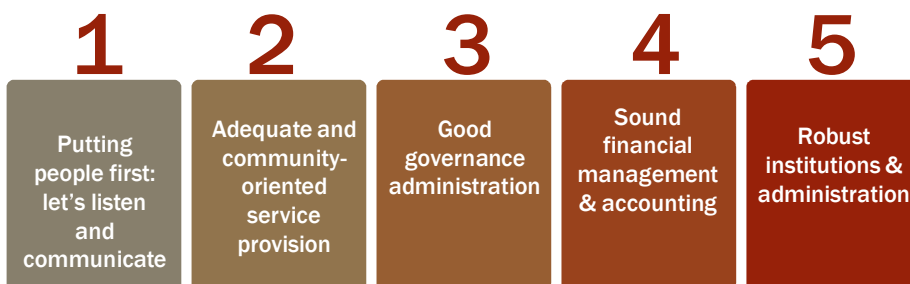 1
Putting
people first:
let's listen
and
communicate
2
Adequate and
community-
oriented
service
provision
3
Good
governance
administration
4
Sound
financial
management
& accounting
5
Robust
institutions &
administration